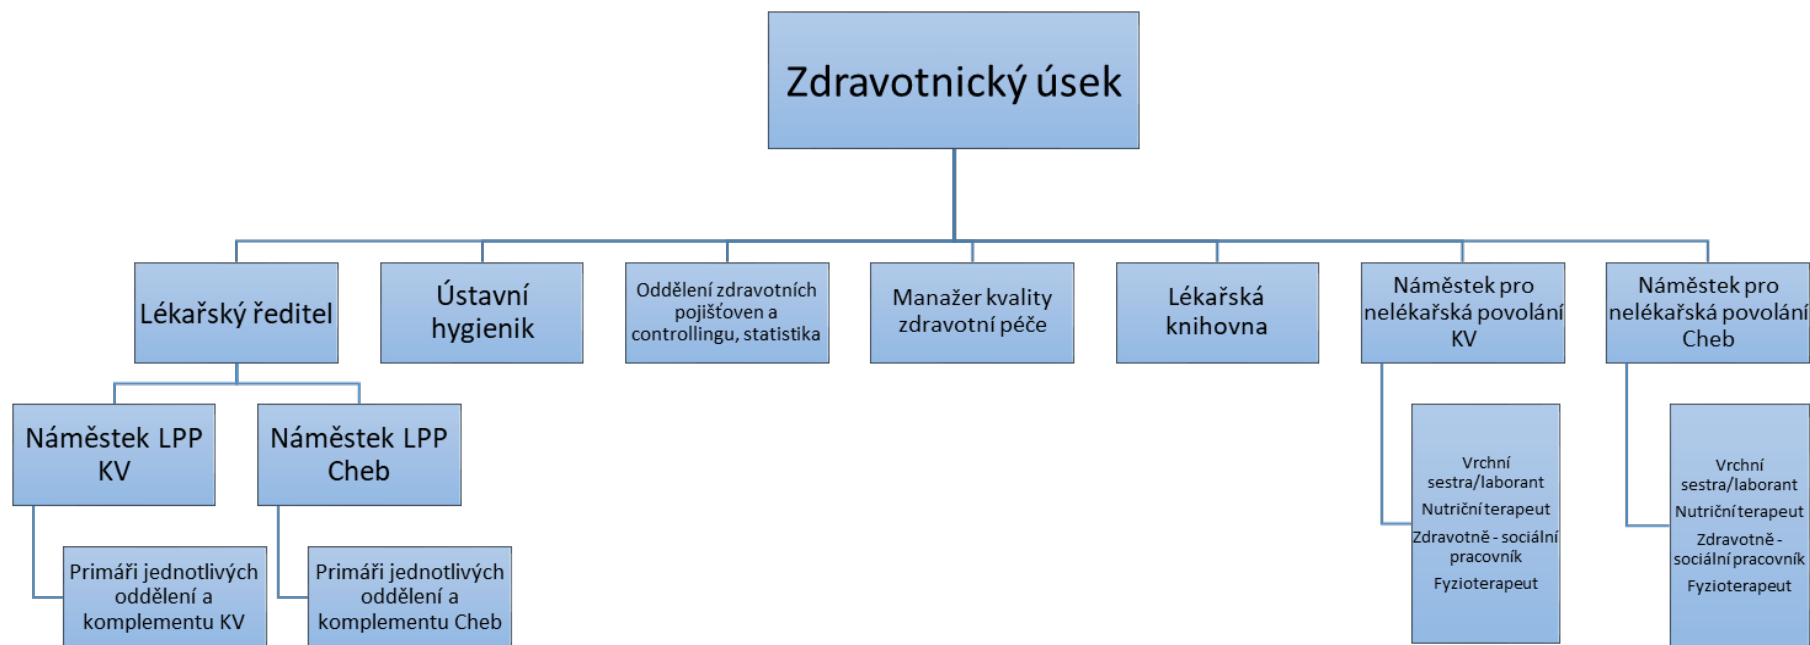 Zdravotnický úsek
Lékařský ředitel
Ústavní
hygienik
Oddělení zdravotních
pojišťoven a
controllingu, statistika
Manažer kvality
zdravotní péče
Lékařská
knihovna
Náměstek pro
nelékařská povolání
KV
Náměstek pro
nelékařská povolání
Cheb
Náměstek LPP
KV
Náměstek LPP
Cheb
Primáři jednotlivých
oddělení a
komplementu KV
Primáři jednotlivých
oddělení a
komplementu Cheb
Vrchní
sestra/laborant
Nutriční terapeut
Zdravotně - sociální
pracovník
Fyzioterapeut
Vrchní
sestra/laborant
Nutriční terapeut
Zdravotně -
sociální pracovník
Fyzioterapeut